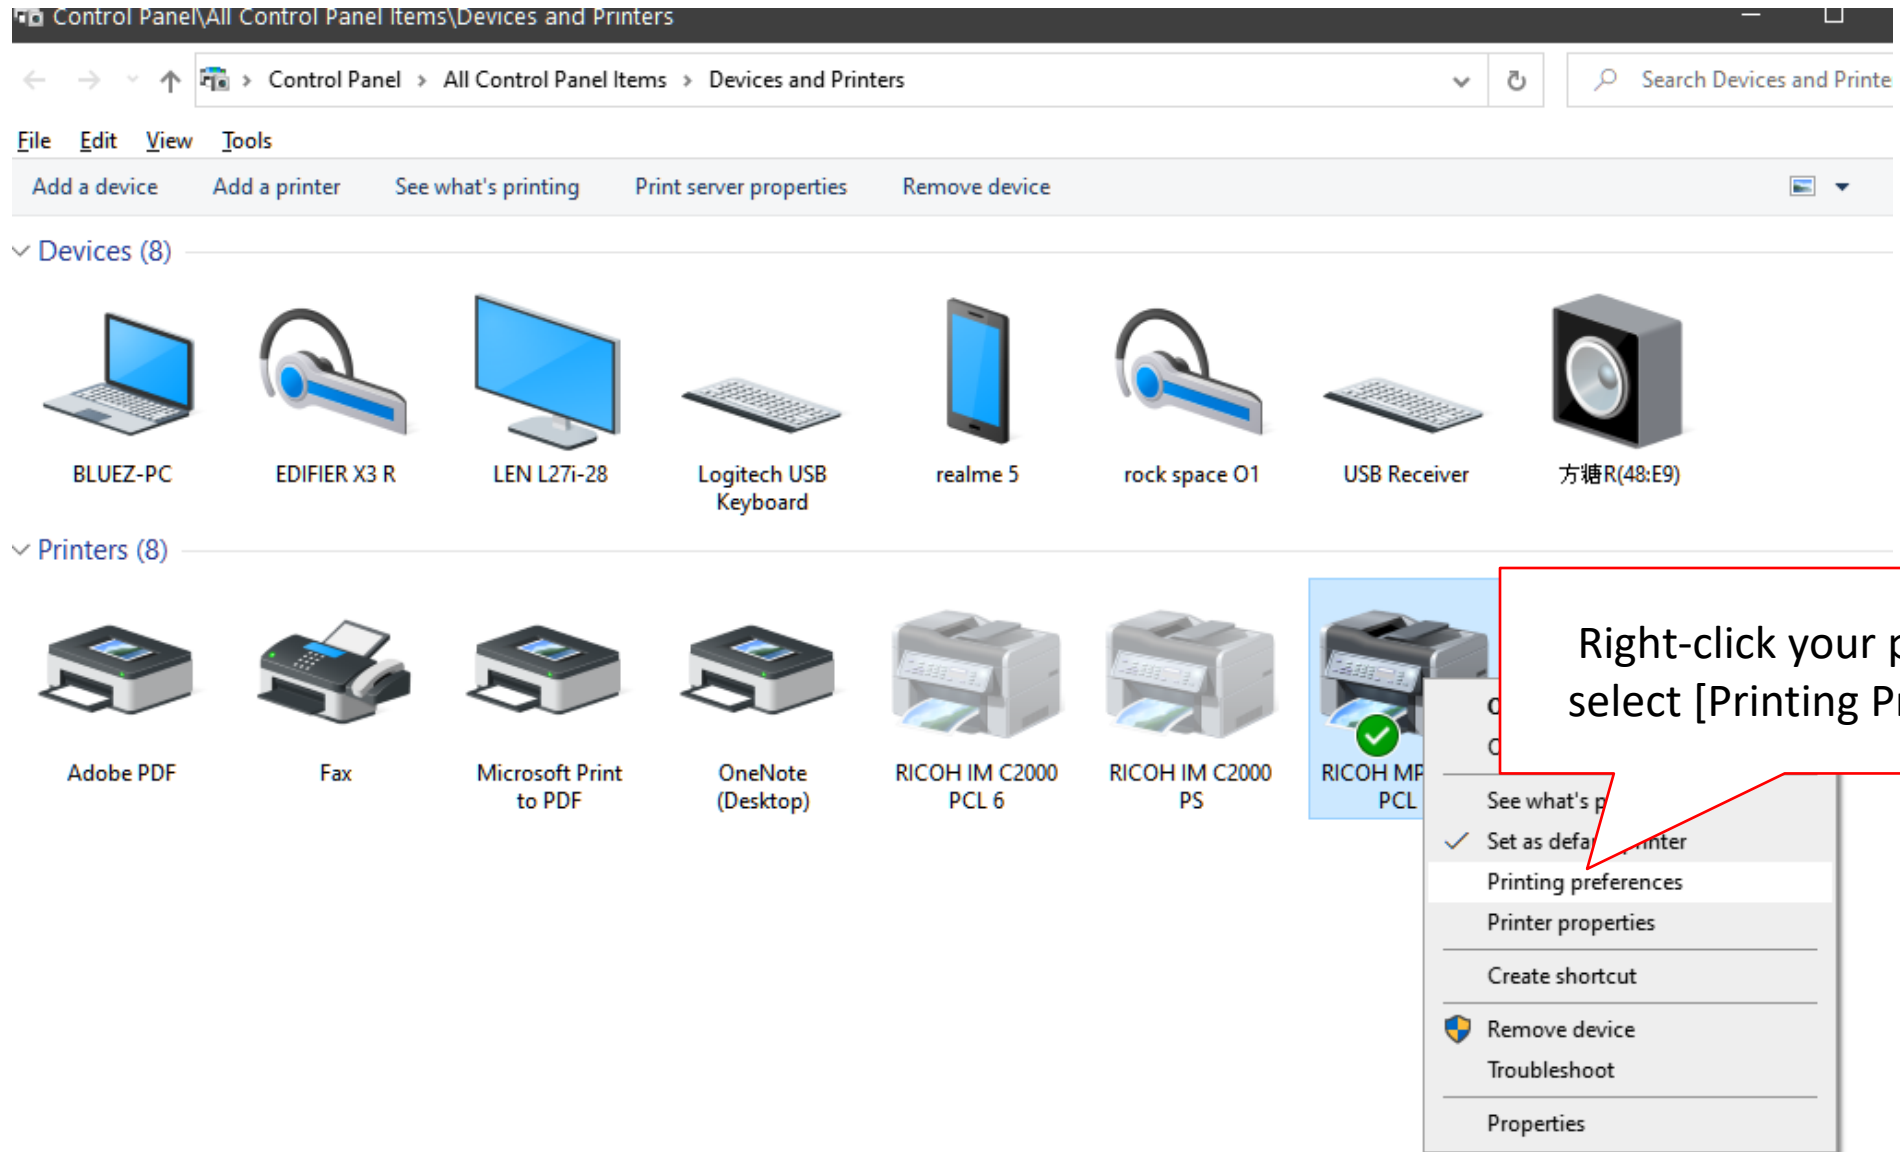 Control Panel\All Control Panel Items\Devices and Printers
Control Panel > All Control Panel Items > Devices and Printers
Search Devices and Printe
File Edit View Tools
Add a device Add a printer See what's printing Print server properties Remove device
Devices (8)
BLUEZ-PC
EDIFIER X3 R
LEN L27i-28
Logitech USB
Keyboard
realme 5
rock space O1
USB Receiver
方糖R(48:E9)
Printers (8)
Adobe PDF
Fax
Microsoft Print
to PDF
OneNote
(Desktop)
RICOH IM C2000
PCL 6
RICOH IM C2000
PS
RICOH MP
PCL
Right-click your
select [Printing
See what's
Set as default printer
Printing preferences
Printer properties
Create shortcut
Remove device
Troubleshoot
Properties